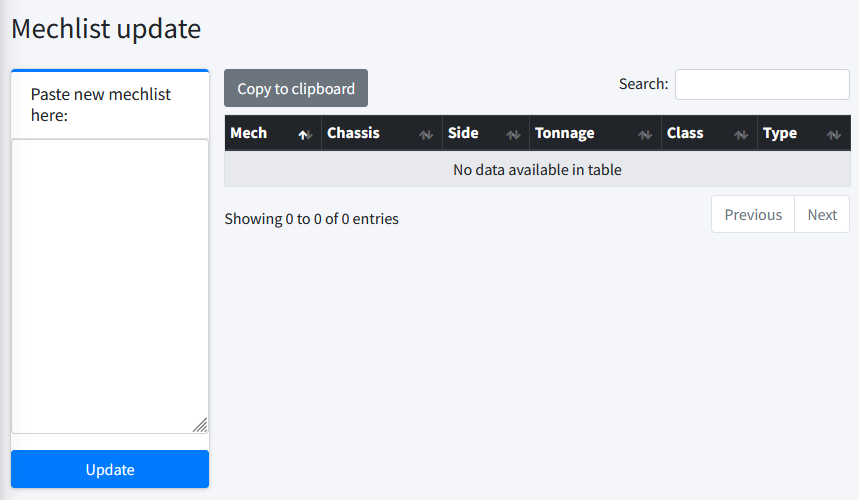 Mechlist update
Paste new mechlist
here:
Update
Copy to clipboard
Search:
Mech Chassis Side Tonnage Class Type
No data available in table
Showing 0 to 0 of 0 entries
Previous Next